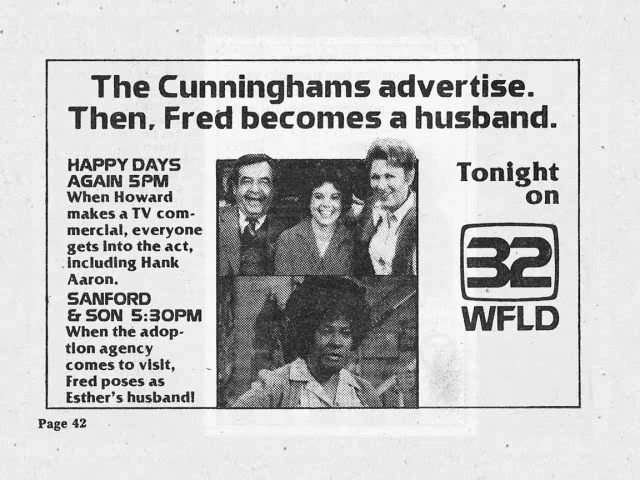 The Cunninghams advertise.
Then, Fred becomes a husband.
HAPPY DAYS
AGAIN 5PM
When Howard
makes a TV com-
mercial, everyone
gets into the act,
including Hank
Aaron.
SANFORD
& SON 5:30PM
When the adop-
tion agency
comes to visit,
Fred poses as
Esther's husband!
Tonight
on
32
WFLD
Page 42